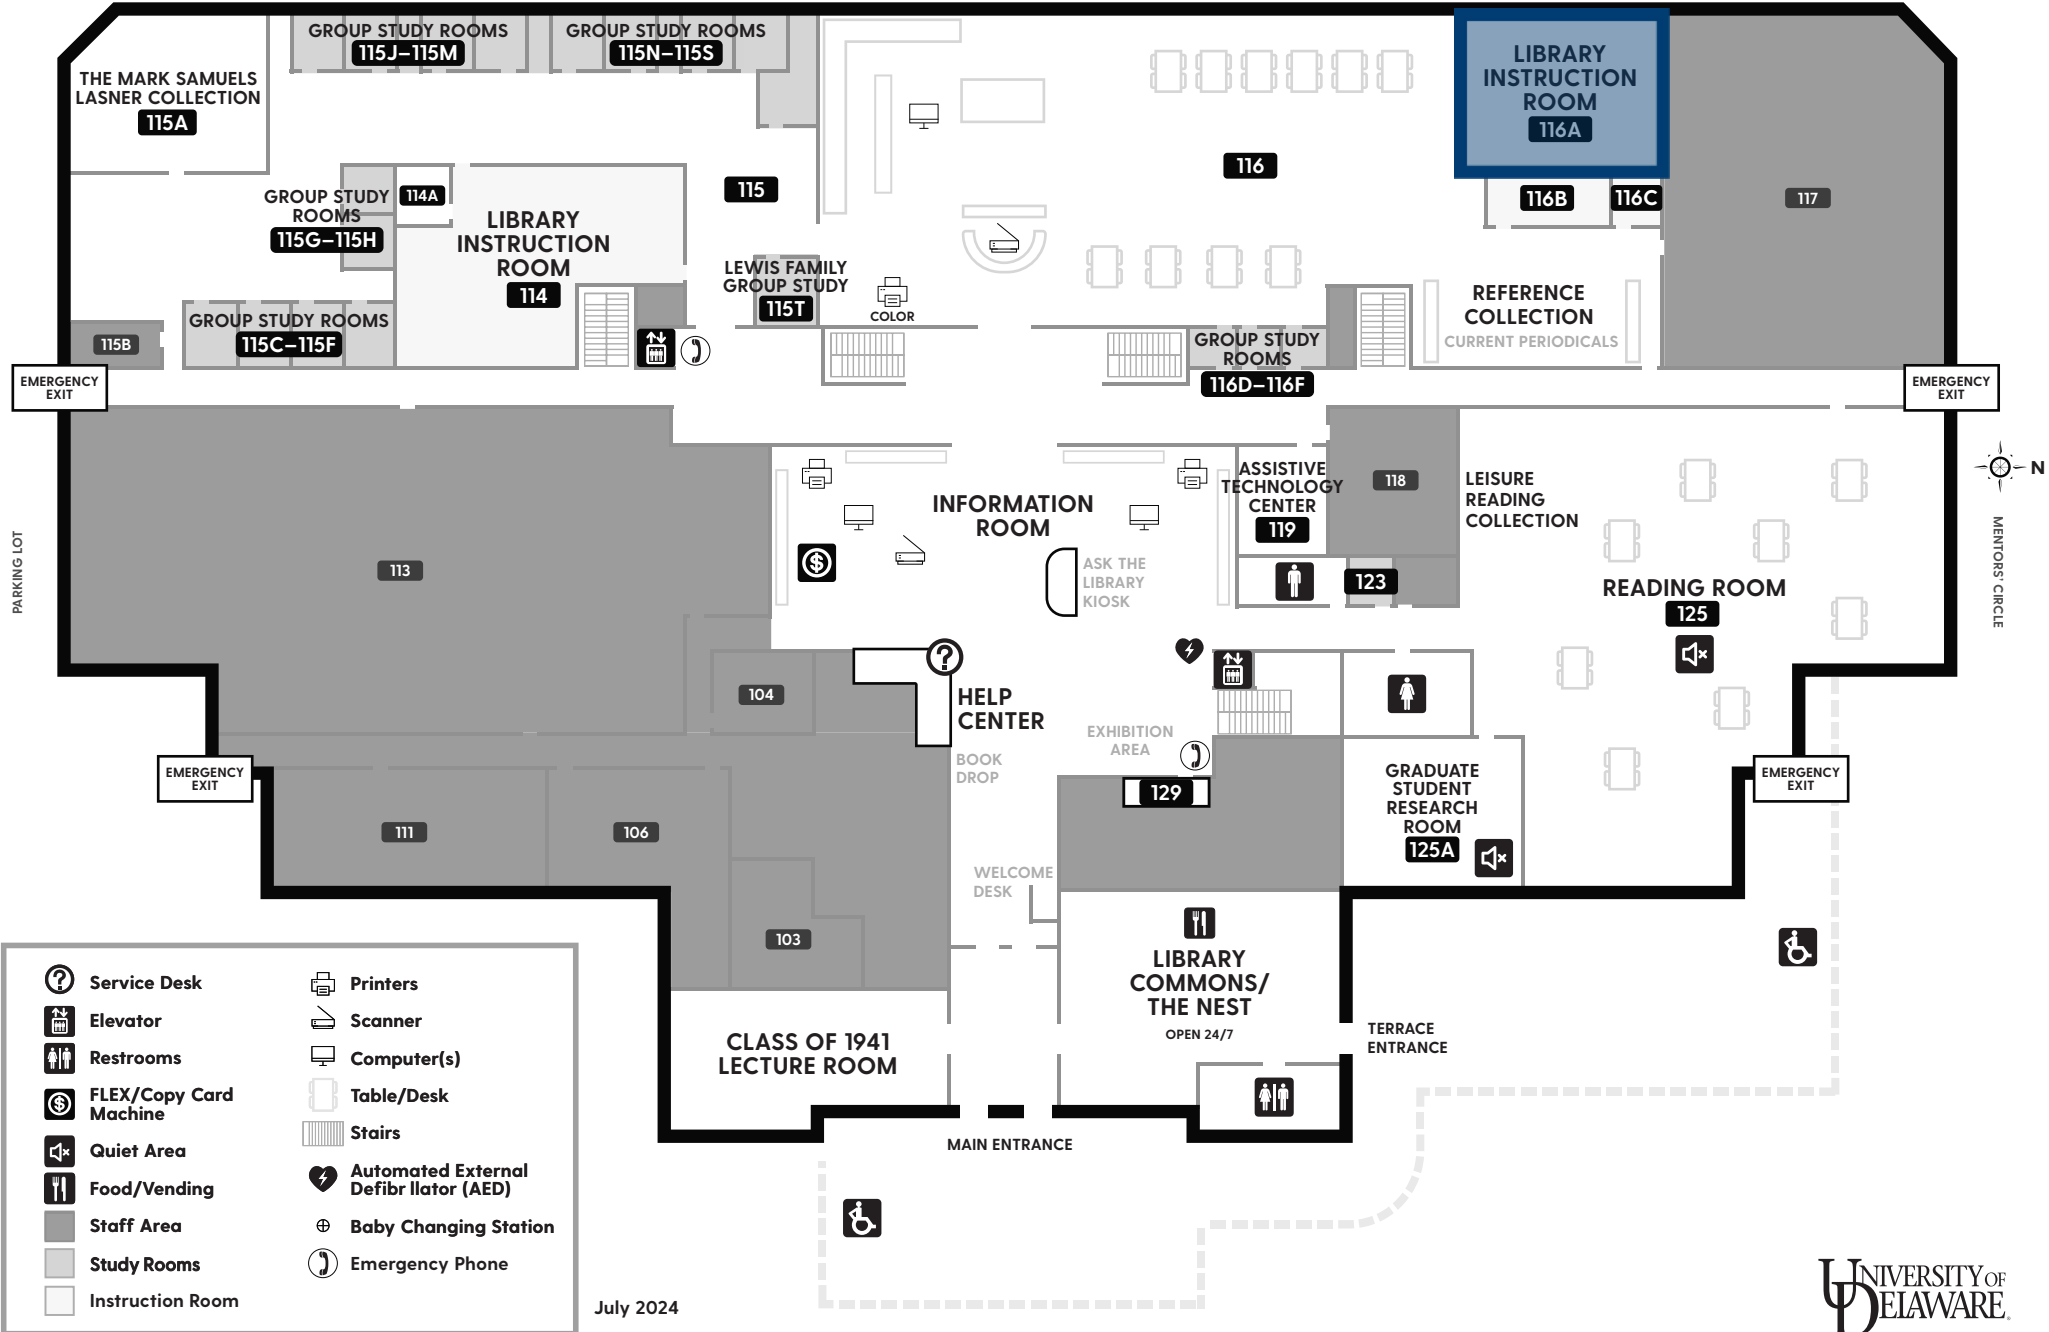 GROUP STUDY ROOMS
115J–115M
GROUP STUDY ROOMS
115N–115S
THE MARK SAMUELS
LASNER COLLECTION
115A
LIBRARY
INSTRUCTION
ROOM
116A
116
115
114A
GROUP STUDY
ROOMS
115G–115H
LIBRARY
INSTRUCTION
ROOM
114
116B
116C
117
LEWIS FAMILY
GROUP STUDY
115T
COLOR
REFERENCE
COLLECTION
CURRENT PERIODICALS
GROUP STUDY ROOMS
115C–115F
115B
GROUP STUDY
ROOMS
116D–116F
EMERGENCY
EXIT
EMERGENCY
EXIT
INFORMATION
ROOM
ASSISTIVE
TECHNOLOGY
CENTER
119
118
LEISURE
READING
COLLECTION
N
PARKING LOT
113
ASK THE
LIBRARY
KIOSK
123
READING ROOM
125
MENTORS' CIRCLE
104
HELP
CENTER
EXHIBITION
AREA
BOOK
DROP
129
EMERGENCY
EXIT
EMERGENCY
EXIT
GRADUATE
STUDENT
RESEARCH
ROOM
125A
111
106
WELCOME
DESK
103
LIBRARY
COMMONS/
THE NEST
OPEN 24/7
CLASS OF 1941
LECTURE ROOM
TERRACE
ENTRANCE
MAIN ENTRANCE
Service Desk
Elevator
Restrooms
FLEX/Copy Card
Machine
Quiet Area
Food/Vending
Staff Area
Study Rooms
Instruction Room
Printers
Scanner
Computer(s)
Table/Desk
Stairs
Automated External
Defibr llator (AED)
Baby Changing Station
Emergency Phone
July 2024
UNIVERSITY OF
DELAWARE.